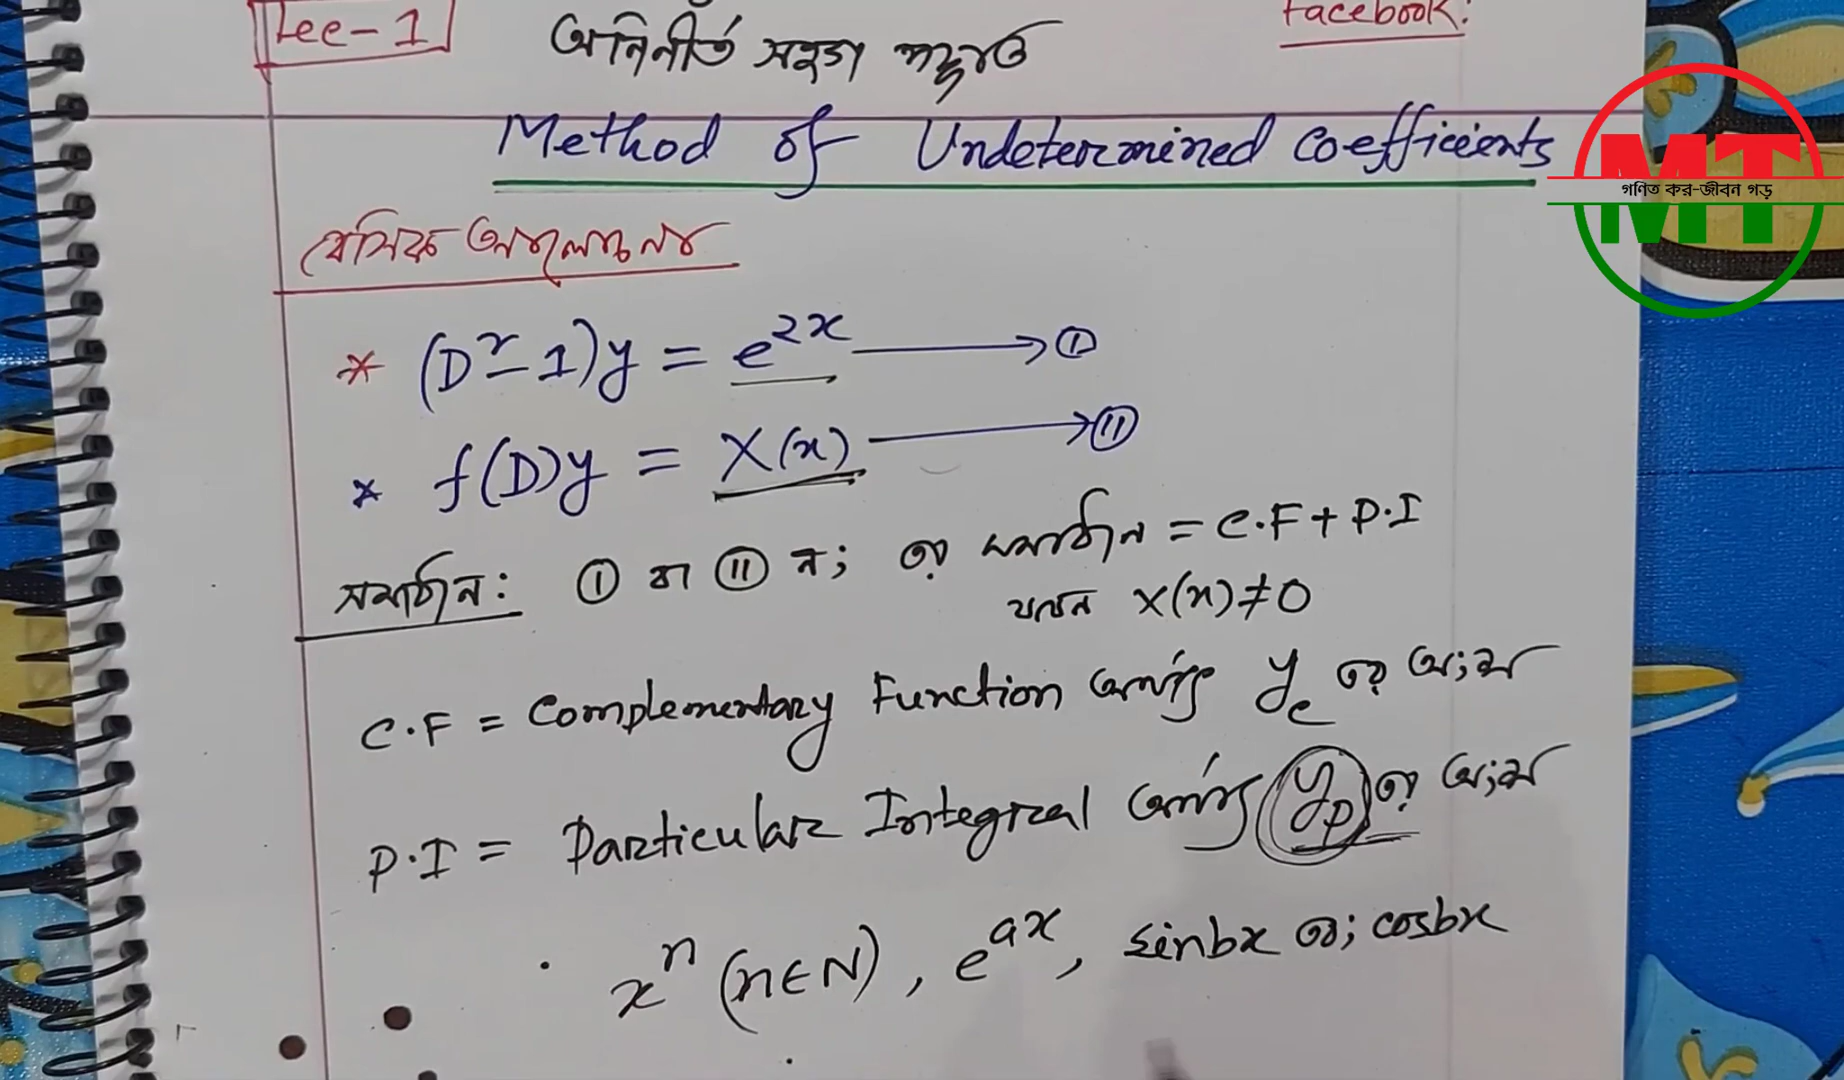 Lec-1
অনির্নীত সহগ পদ্ধতি
facebook:
Method of Undetermined Coefficients
MT
গণিত কর-জীবন গড়
বেসিক আলোচনা
* (D² - 1)y = e^{2x} ⟶ Ⓘ
* f(D)y = X(x) ⟶ Ⅱ
সমাধান: Ⓘ বা Ⅱ নং এর সমাধান = C.F + P.I
যখন X(x) ≠ 0
C.F = Complementary Function অর্থাৎ y_c এর অংশ
P.I = Particular Integral অর্থাৎ y_p এর অংশ
x^n (n∈N), e^{ax}, sinbx এবং cosbx